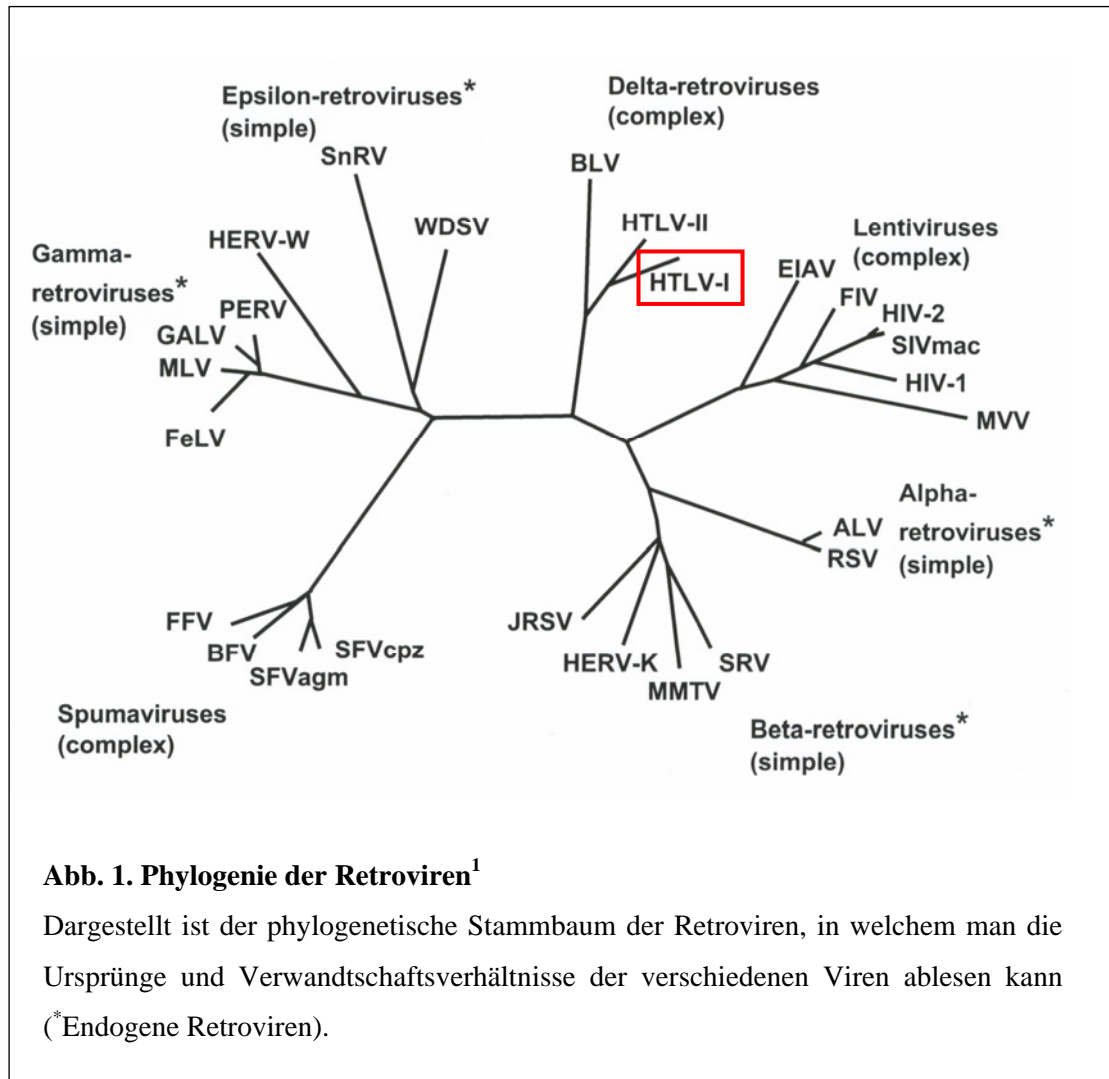 Epsilon-retroviruses*
(simple)
SnRV
WDSV
HERV-W
Gamma-
retroviruses*
(simple)
PERV
GALV
MLV
FeLV
Delta-retroviruses
(complex)
BLV
HTLV-II
HTLV-I
Lentiviruses
(complex)
EIAV
FIV
HIV-2
SIVmac
HIV-1
MVV
Alpha-
retroviruses*
(simple)
ALV
RSV
JRSV
HERV-K
MMTV
SRV
Beta-retroviruses*
(simple)
FFV
BFV
SFVagm
SFVcpz
Spumaviruses
(complex)
Abb. 1. Phylogenie der Retroviren1
Dargestellt ist der phylogenetische Stammbaum der Retroviren, in welchem man die
Ursprünge und Verwandtschaftsverhältnisse der verschiedenen Viren ablesen kann
(*Endogene Retroviren).